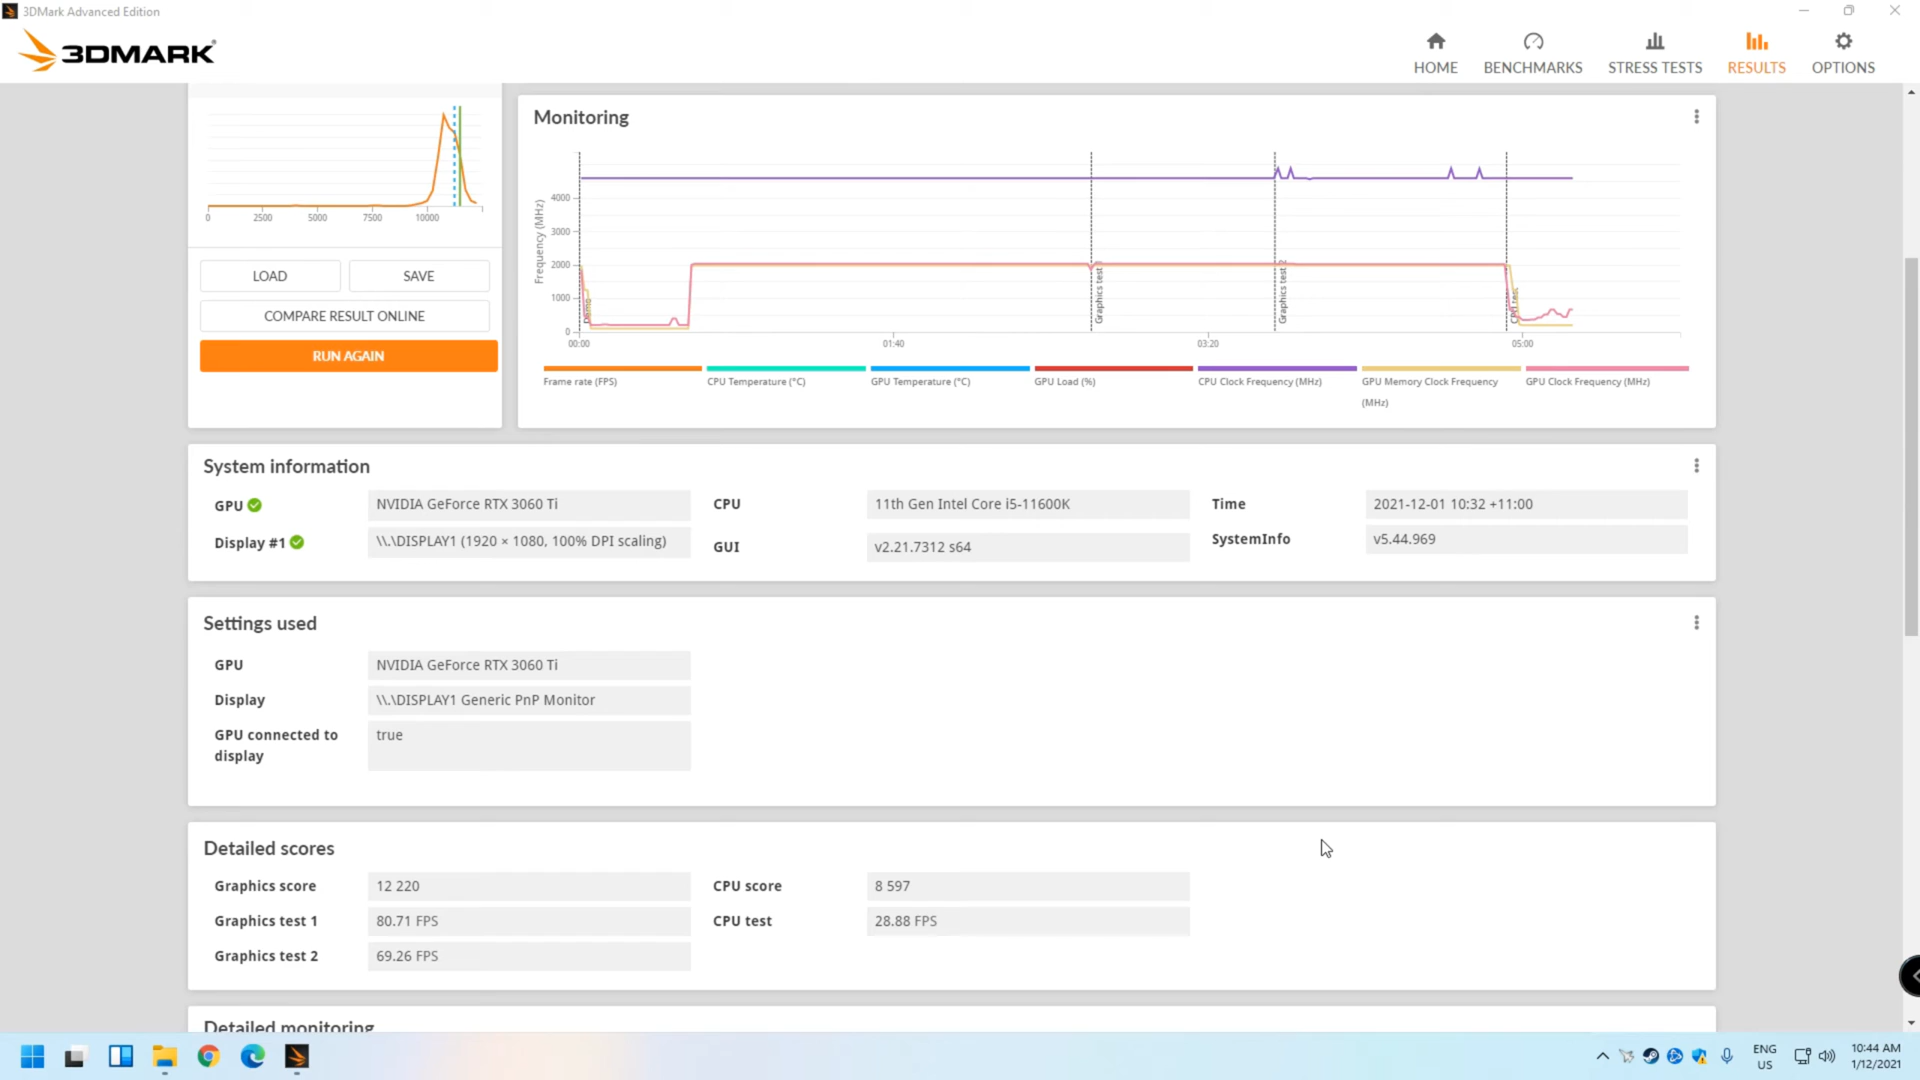 3DMark Advanced Edition
3DMARK
HOME
BENCHMARKS
STRESS TESTS
RESULTS
OPTIONS
0
2500
5000
7500
10000
LOAD
SAVE
COMPARE RESULT ONLINE
RUN AGAIN
Monitoring
Frequency (MHz)
4000
3000
2000
1000
0
Graphics test
Graphics test 2
CPU test
00:00
01:40
03:20
05:00
Frame rate (FPS)
CPU Temperature (°C)
GPU Temperature (°C)
GPU Load (%)
CPU Clock Frequency (MHz)
GPU Memory Clock Frequency
(MHz)
GPU Clock Frequency (MHz)
System information
GPU
NVIDIA GeForce RTX 3060 Ti
CPU
11th Gen Intel Core i5-11600K
Time
2021-12-01 10:32 +11:00
Display #1
\\.\DISPLAY1 (1920 × 1080, 100% DPI scaling)
GUI
v2.21.7312 s64
SystemInfo
v5.44.969
Settings used
GPU
NVIDIA GeForce RTX 3060 Ti
Display
\\.\DISPLAY1 Generic PnP Monitor
GPU connected to
display
true
Detailed scores
Graphics score
12 220
CPU score
8 597
Graphics test 1
80.71 FPS
CPU test
28.88 FPS
Graphics test 2
69.26 FPS
Detailed monitoring
ENG
US
10:44 AM
1/12/2021